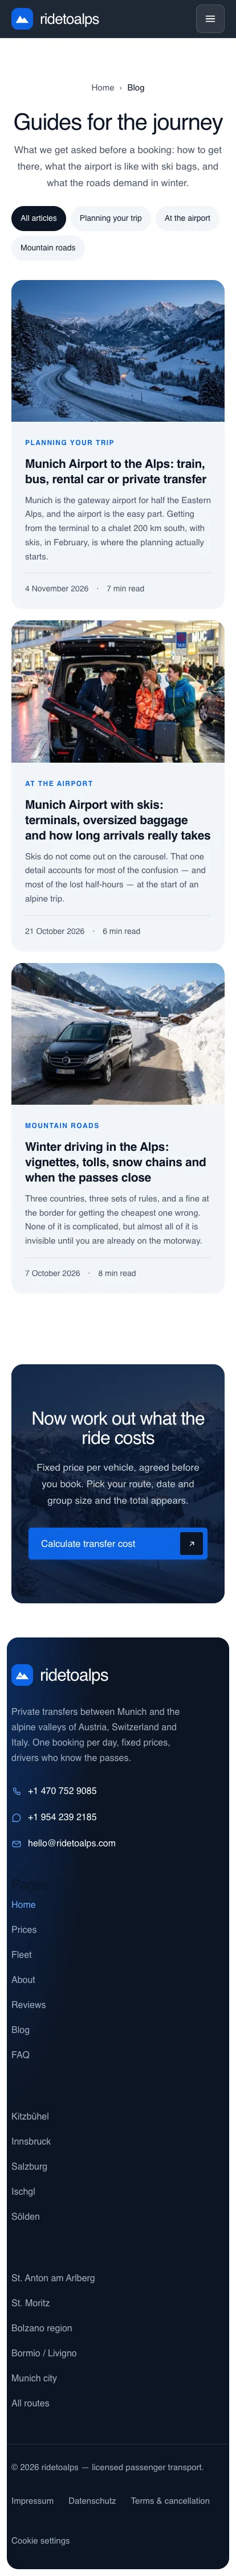 ridetoalps
Home › Blog
Guides for the journey
What we get asked before a booking: how to get
there, what the airport is like with ski bags, and
what the roads demand in winter.
All articles
Planning your trip
At the airport
Mountain roads
PLANNING YOUR TRIP
Munich Airport to the Alps: train,
bus, rental car or private transfer
Munich is the gateway airport for half the Eastern
Alps, and the airport is the easy part. Getting
from the terminal to a chalet 200 km south, with
skis, in February, is where the planning actually
starts.
4 November 2026 · 7 min read
AT THE AIRPORT
Munich Airport with skis:
terminals, oversized baggage
and how long arrivals really takes
Skis do not come out on the carousel. That one
detail accounts for most of the confusion — and
most of the lost half-hours — at the start of an
alpine trip.
21 October 2026 · 6 min read
MOUNTAIN ROADS
Winter driving in the Alps:
vignettes, tolls, snow chains and
when the passes close
Three countries, three sets of rules, and a fine at
the border for getting the cheapest one wrong.
None of it is complicated, but almost all of it is
invisible until you are already on the motorway.
7 October 2026 · 8 min read
Now work out what the
ride costs
Fixed price per vehicle, agreed before
you book. Pick your route, date and
group size and the total appears.
Calculate transfer cost
ridetoalps
Private transfers between Munich and the
alpine valleys of Austria, Switzerland and
Italy. One booking per day, fixed prices,
drivers who know the passes.
+1 470 752 9085
+1 954 239 2185
hello@ridetoalps.com
Pages
Home
Prices
Fleet
About
Reviews
Blog
FAQ
Kitzbühel
Innsbruck
Salzburg
Ischgl
Sölden
St. Anton am Arlberg
St. Moritz
Bolzano region
Bormio / Livigno
Munich city
All routes
© 2026 ridetoalps — licensed passenger transport.
Impressum
Datenschutz
Terms & cancellation
Cookie settings